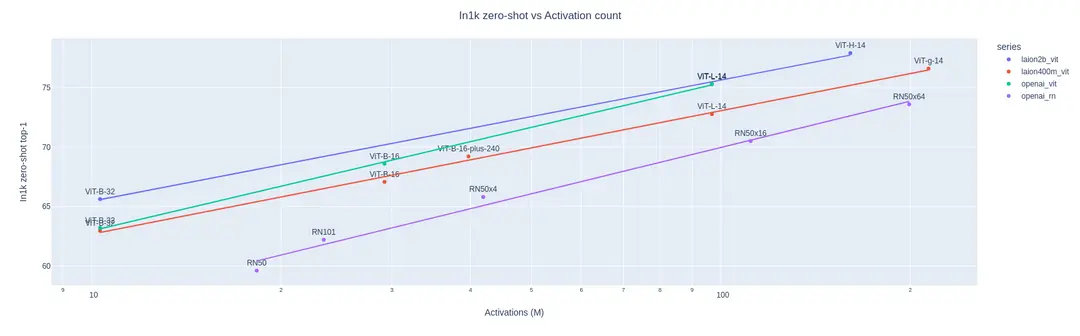 In1k zero-shot vs Activation count
series
laion2b_vit
laion400m_vit
openai_vit
openai_rn
In1k zero-shot top-1
75
70
65
60
ViT-H-14
ViT-g-14
ViT-L-14
RN50x64
ViT-L-14
RN50x16
ViT-B-16-plus-240
ViT-B-16
ViT-B-16
RN50x4
ViT-B-32
ViT-B-32
ViT-B-32
RN101
RN50
9
10
2
3
4
5
6
7
8
9
100
2
Activations (M)